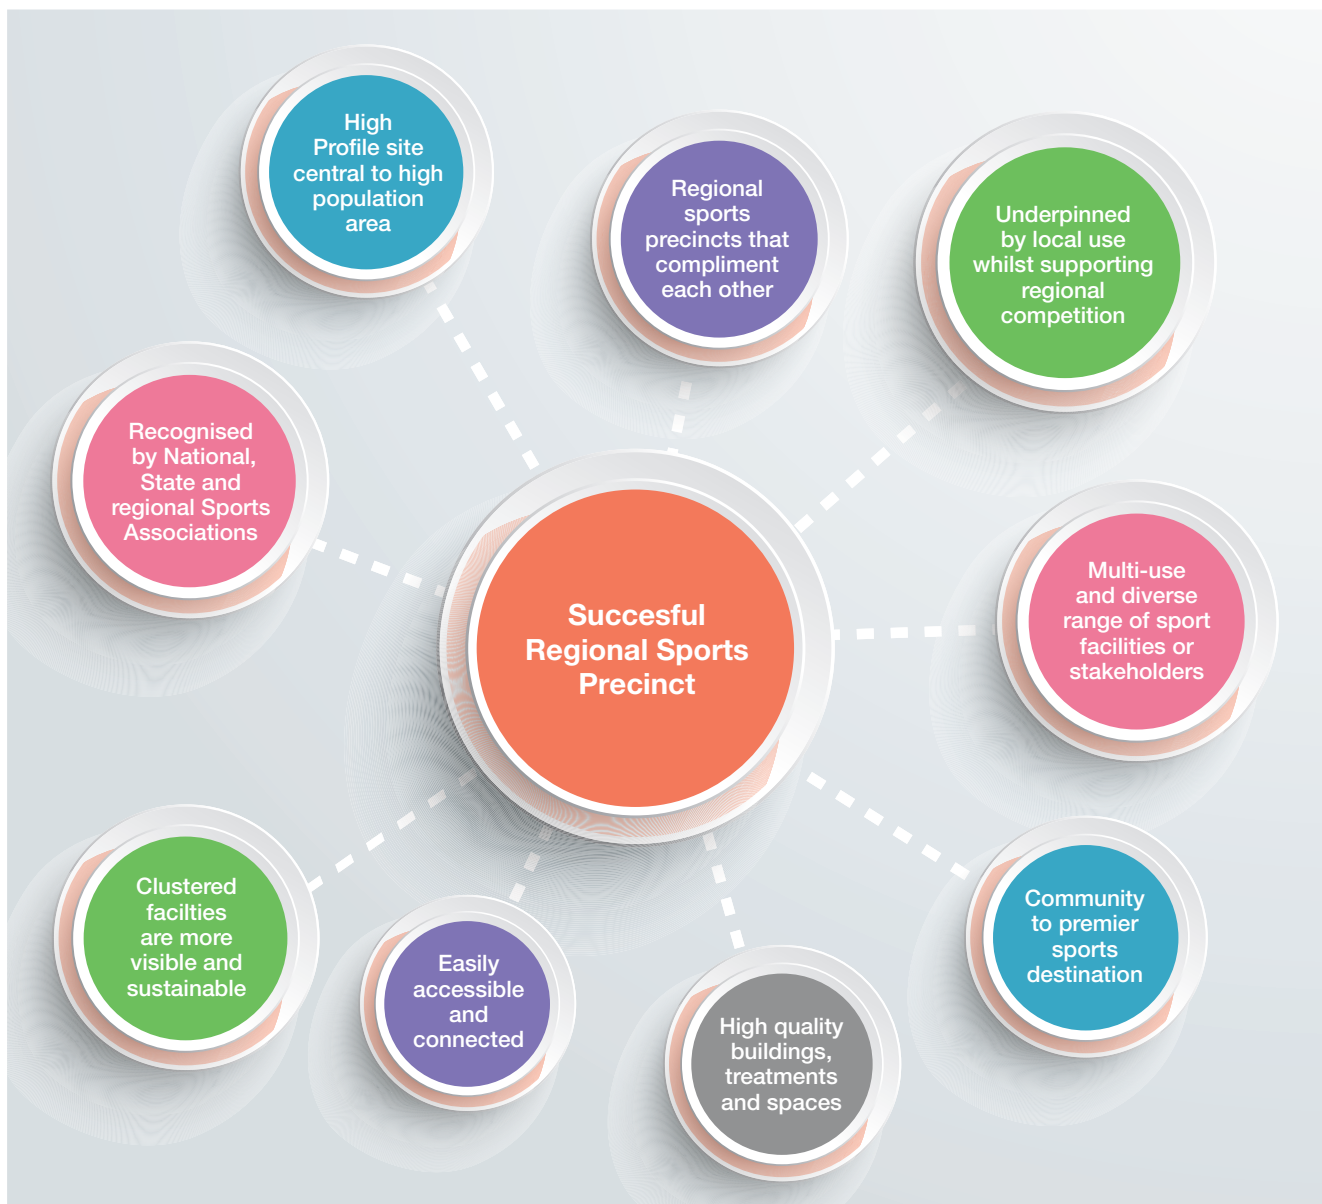 High
Profile site
central to high
population
area
Regional
sports
precincts that
compliment
each other
Underpinned
by local use
whilst supporting
regional
competition
Recognised
by National,
State and
regional Sports
Associations
Succesful
Regional Sports
Precinct
Multi-use
and diverse
range of sport
facilities or
stakeholders
Clustered
facilties
are more
visible and
sustainable
Easily
accessible
and
connected
High quality
buildings,
treatments
and spaces
Community
to premier
sports
destination